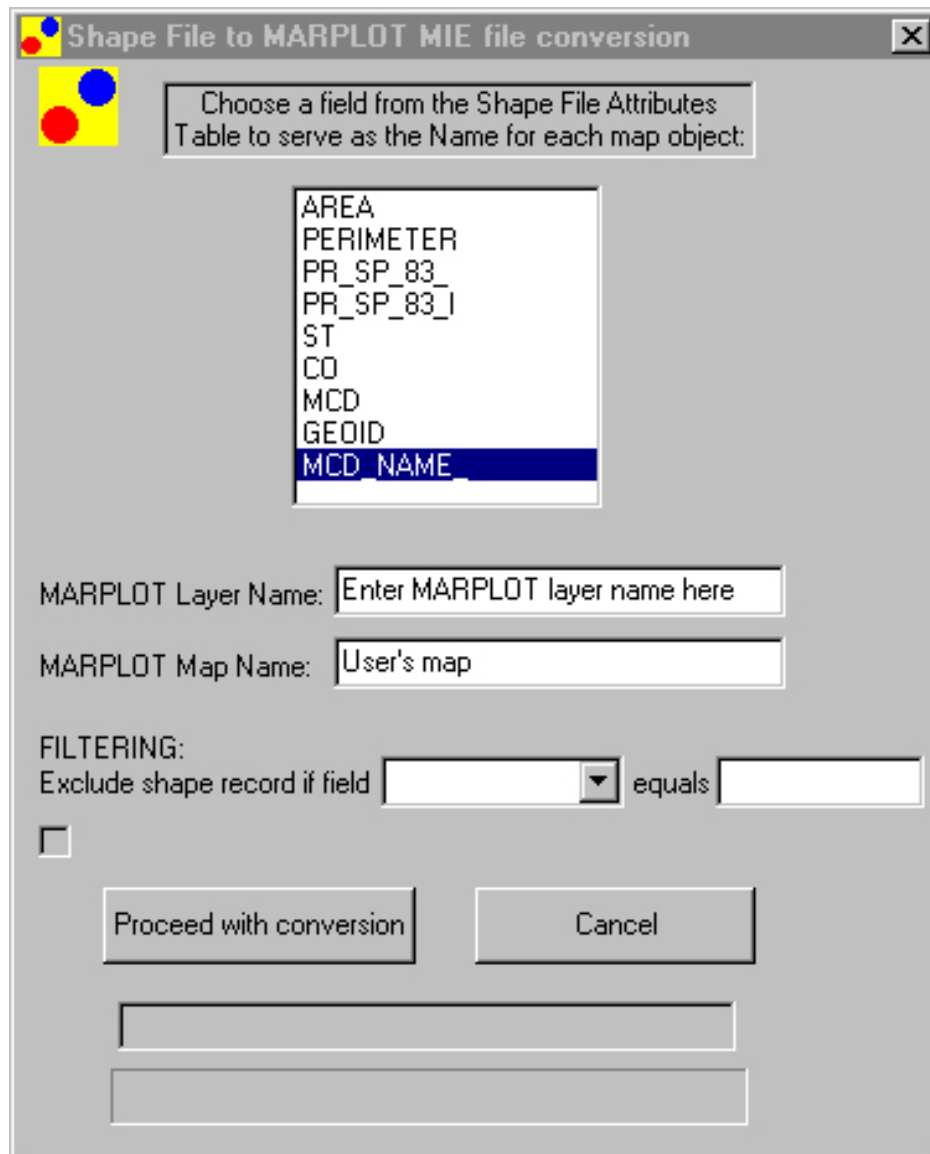 Shape File to MARPLOT MIE file conversion
Choose a field from the Shape File Attributes
Table to serve as the Name for each map object:
AREA
PERIMETER
PR_SP_83_
PR_SP_83_I
ST
CO
MCD
GEOID
MCD_NAME_
MARPLOT Layer Name: Enter MARPLOT layer name here
MARPLOT Map Name: User's map
FILTERING:
Exclude shape record if field equals
Proceed with conversion Cancel